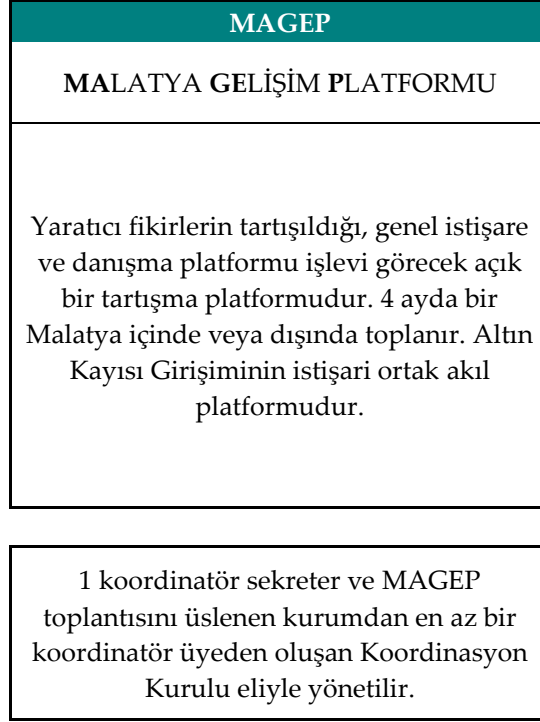 MAGEP
MALATYA GELİŞİM PLATFORMU
Yaratıcı fikirlerin tartışıldığı, genel istişare
ve danışma platformu işlevi görecek açık
bir tartışma platformudur. 4 ayda bir
Malatya içinde veya dışında toplanır. Altın
Kayısı Girişiminin istişari ortak akıl
platformudur.
1 koordinatör sekreter ve MAGEP
toplantısını üslenen kurumdan en az bir
koordinatör üyeden oluşan Koordinasyon
Kurulu eliyle yönetilir.